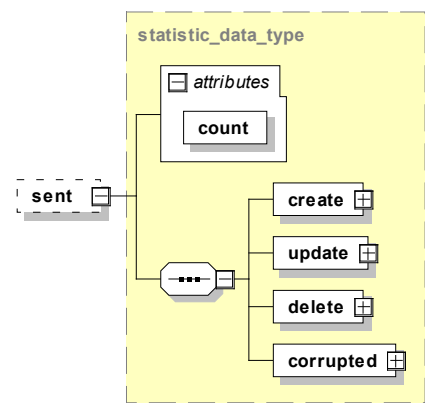 statistic_data_type
attributes
count
sent
create
update
delete
corrupted